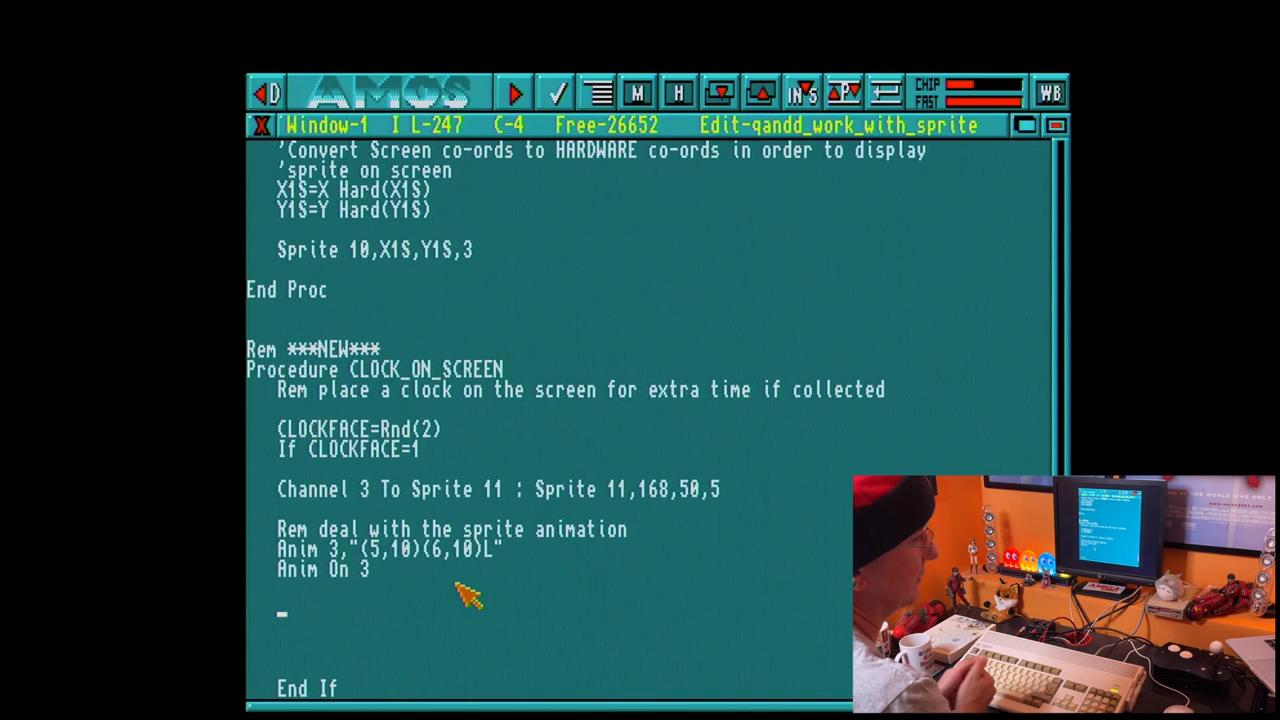 D AMOS M H INS P CHIP FAST WB
X Window-1 I L-247 C-4 Free-26652 Edit-qandd_work_with_sprite
'Convert Screen co-ords to HARDWARE co-ords in order to display
'sprite on screen
X1S=X Hard(X1S)
Y1S=Y Hard(Y1S)
Sprite 10,X1S,Y1S,3
End Proc
Rem ***NEW***
Procedure CLOCK_ON_SCREEN
Rem place a clock on the screen for extra time if collected
CLOCKFACE=Rnd(2)
If CLOCKFACE=1
Channel 3 To Sprite 11 : Sprite 11,168,50,5
Rem deal with the sprite animation
Anim 3,"(5,10)(6,10)L"
Anim On 3
End If